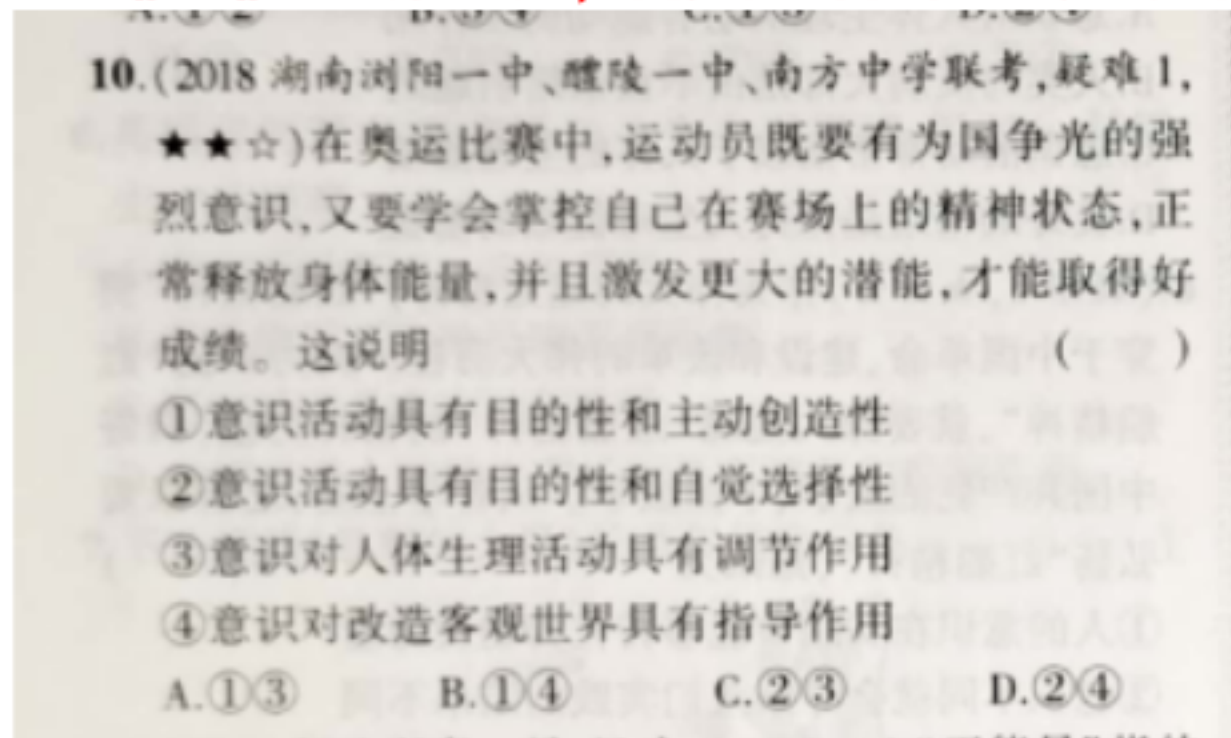 10.(2018湖南浏阳一中、醴陵一中、南方中学联考,疑难1,
★★☆)在奥运比赛中,运动员既要有为国争光的强
烈意识,又要学会掌控自己在赛场上的精神状态,正
常释放身体能量,并且激发更大的潜能,才能取得好
成绩。这说明 ( )
①意识活动具有目的性和主动创造性
②意识活动具有目的性和自觉选择性
③意识对人体生理活动具有调节作用
④意识对改造客观世界具有指导作用
A.①③ B.①④ C.②③ D.②④